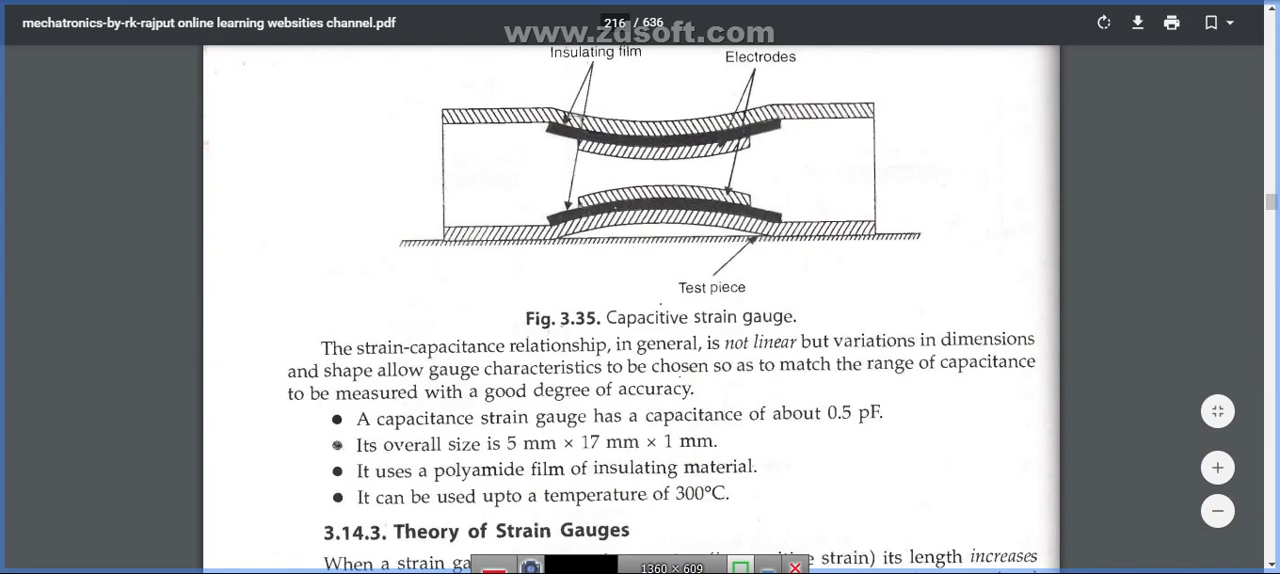 mechatronics-by-rk-rajput online learning websities channel.pdf
216 / 636
www.zdsoft.com
Insulating film
Electrodes
Test piece
Fig. 3.35. Capacitive strain gauge.
The strain-capacitance relationship, in general, is not linear but variations in dimensions
and shape allow gauge characteristics to be chosen so as to match the range of capacitance
to be measured with a good degree of accuracy.
● A capacitance strain gauge has a capacitance of about 0.5 pF.
● Its overall size is 5 mm × 17 mm × 1 mm.
● It uses a polyamide film of insulating material.
● It can be used upto a temperature of 300°C.
3.14.3. Theory of Strain Gauges
When a strain strain) its length increases
1360 × 609